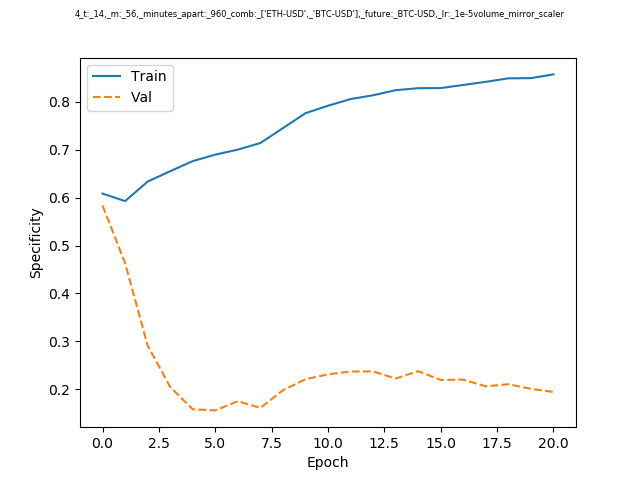 4_t:_14,_m:_56,_minutes_apart:_960_comb:_['ETH-USD',_'BTC-USD'],_future:_BTC-USD,_lr:_1e-5volume_mirror_scaler
Train
Val
Specificity
0.8
0.7
0.6
0.5
0.4
0.3
0.2
0.0 2.5 5.0 7.5 10.0 12.5 15.0 17.5 20.0
Epoch